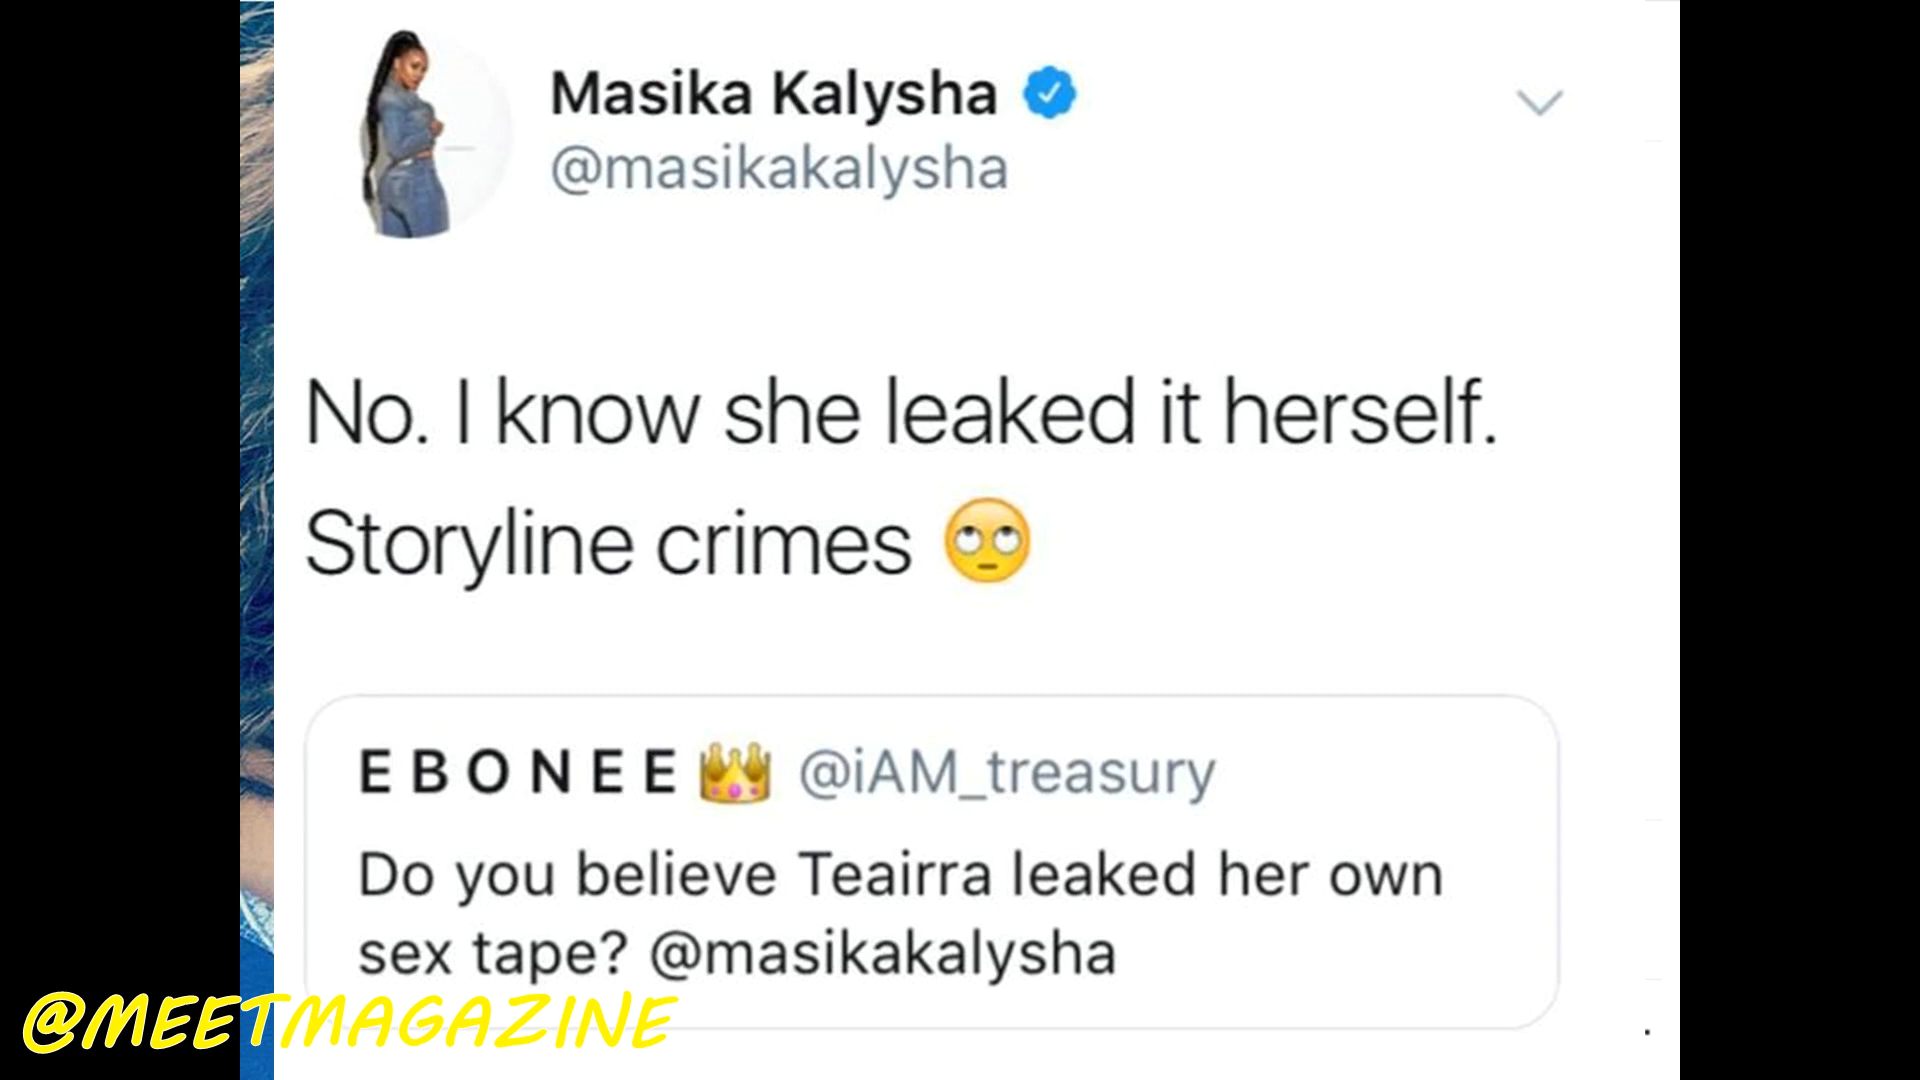 Masika Kalysha
@masikakalysha
No. I know she leaked it herself.
Storyline crimes 🙄
E B O N E E 👑 @iAM_treasury
Do you believe Teairra leaked her own
sex tape? @masikakalysha
@MEETMAGAZINE